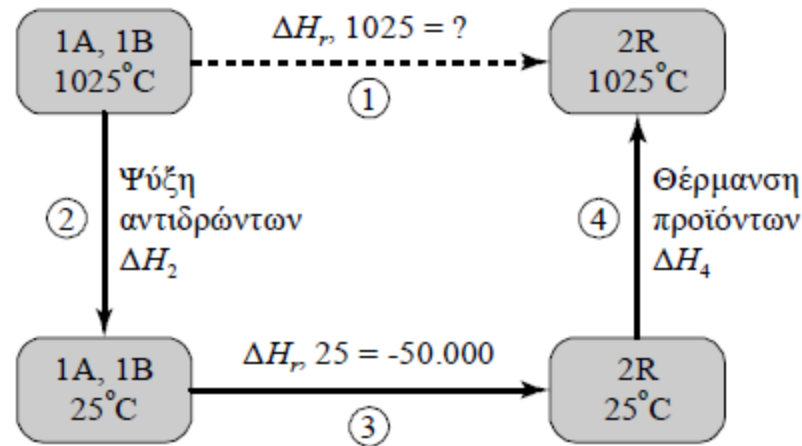 1A, 1B
1025°C
ΔHr, 1025 = ?
1
2R
1025°C
2
Ψύξη
αντιδρώντων
ΔH2
4
Θέρμανση
προϊόντων
ΔH4
1A, 1B
25°C
ΔHr, 25 = -50.000
3
2R
25°C